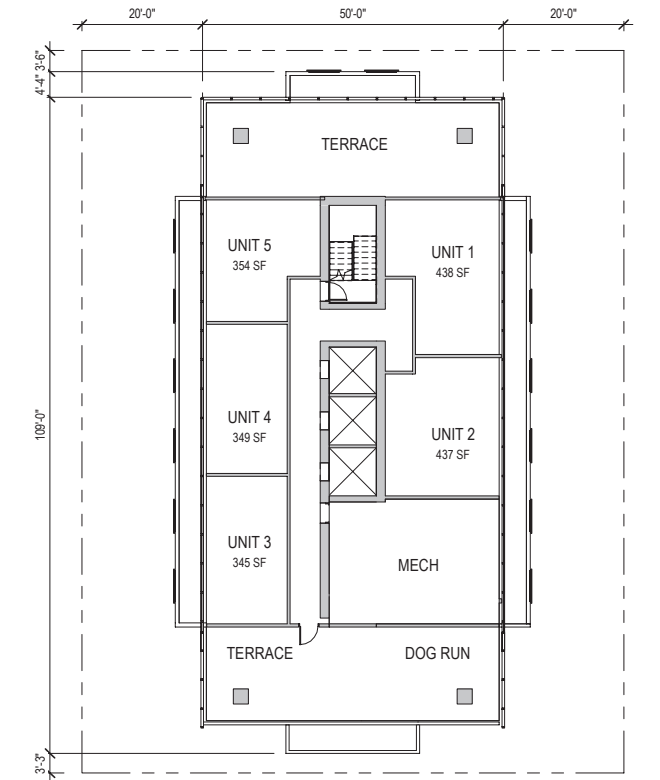 20'-0" 50'-0" 20'-0"
3'-6"
4'-4"
TERRACE
UNIT 5
354 SF
UNIT 1
438 SF
109'-0"
UNIT 4
349 SF
UNIT 2
437 SF
UNIT 3
345 SF
MECH
TERRACE DOG RUN
3'-3"